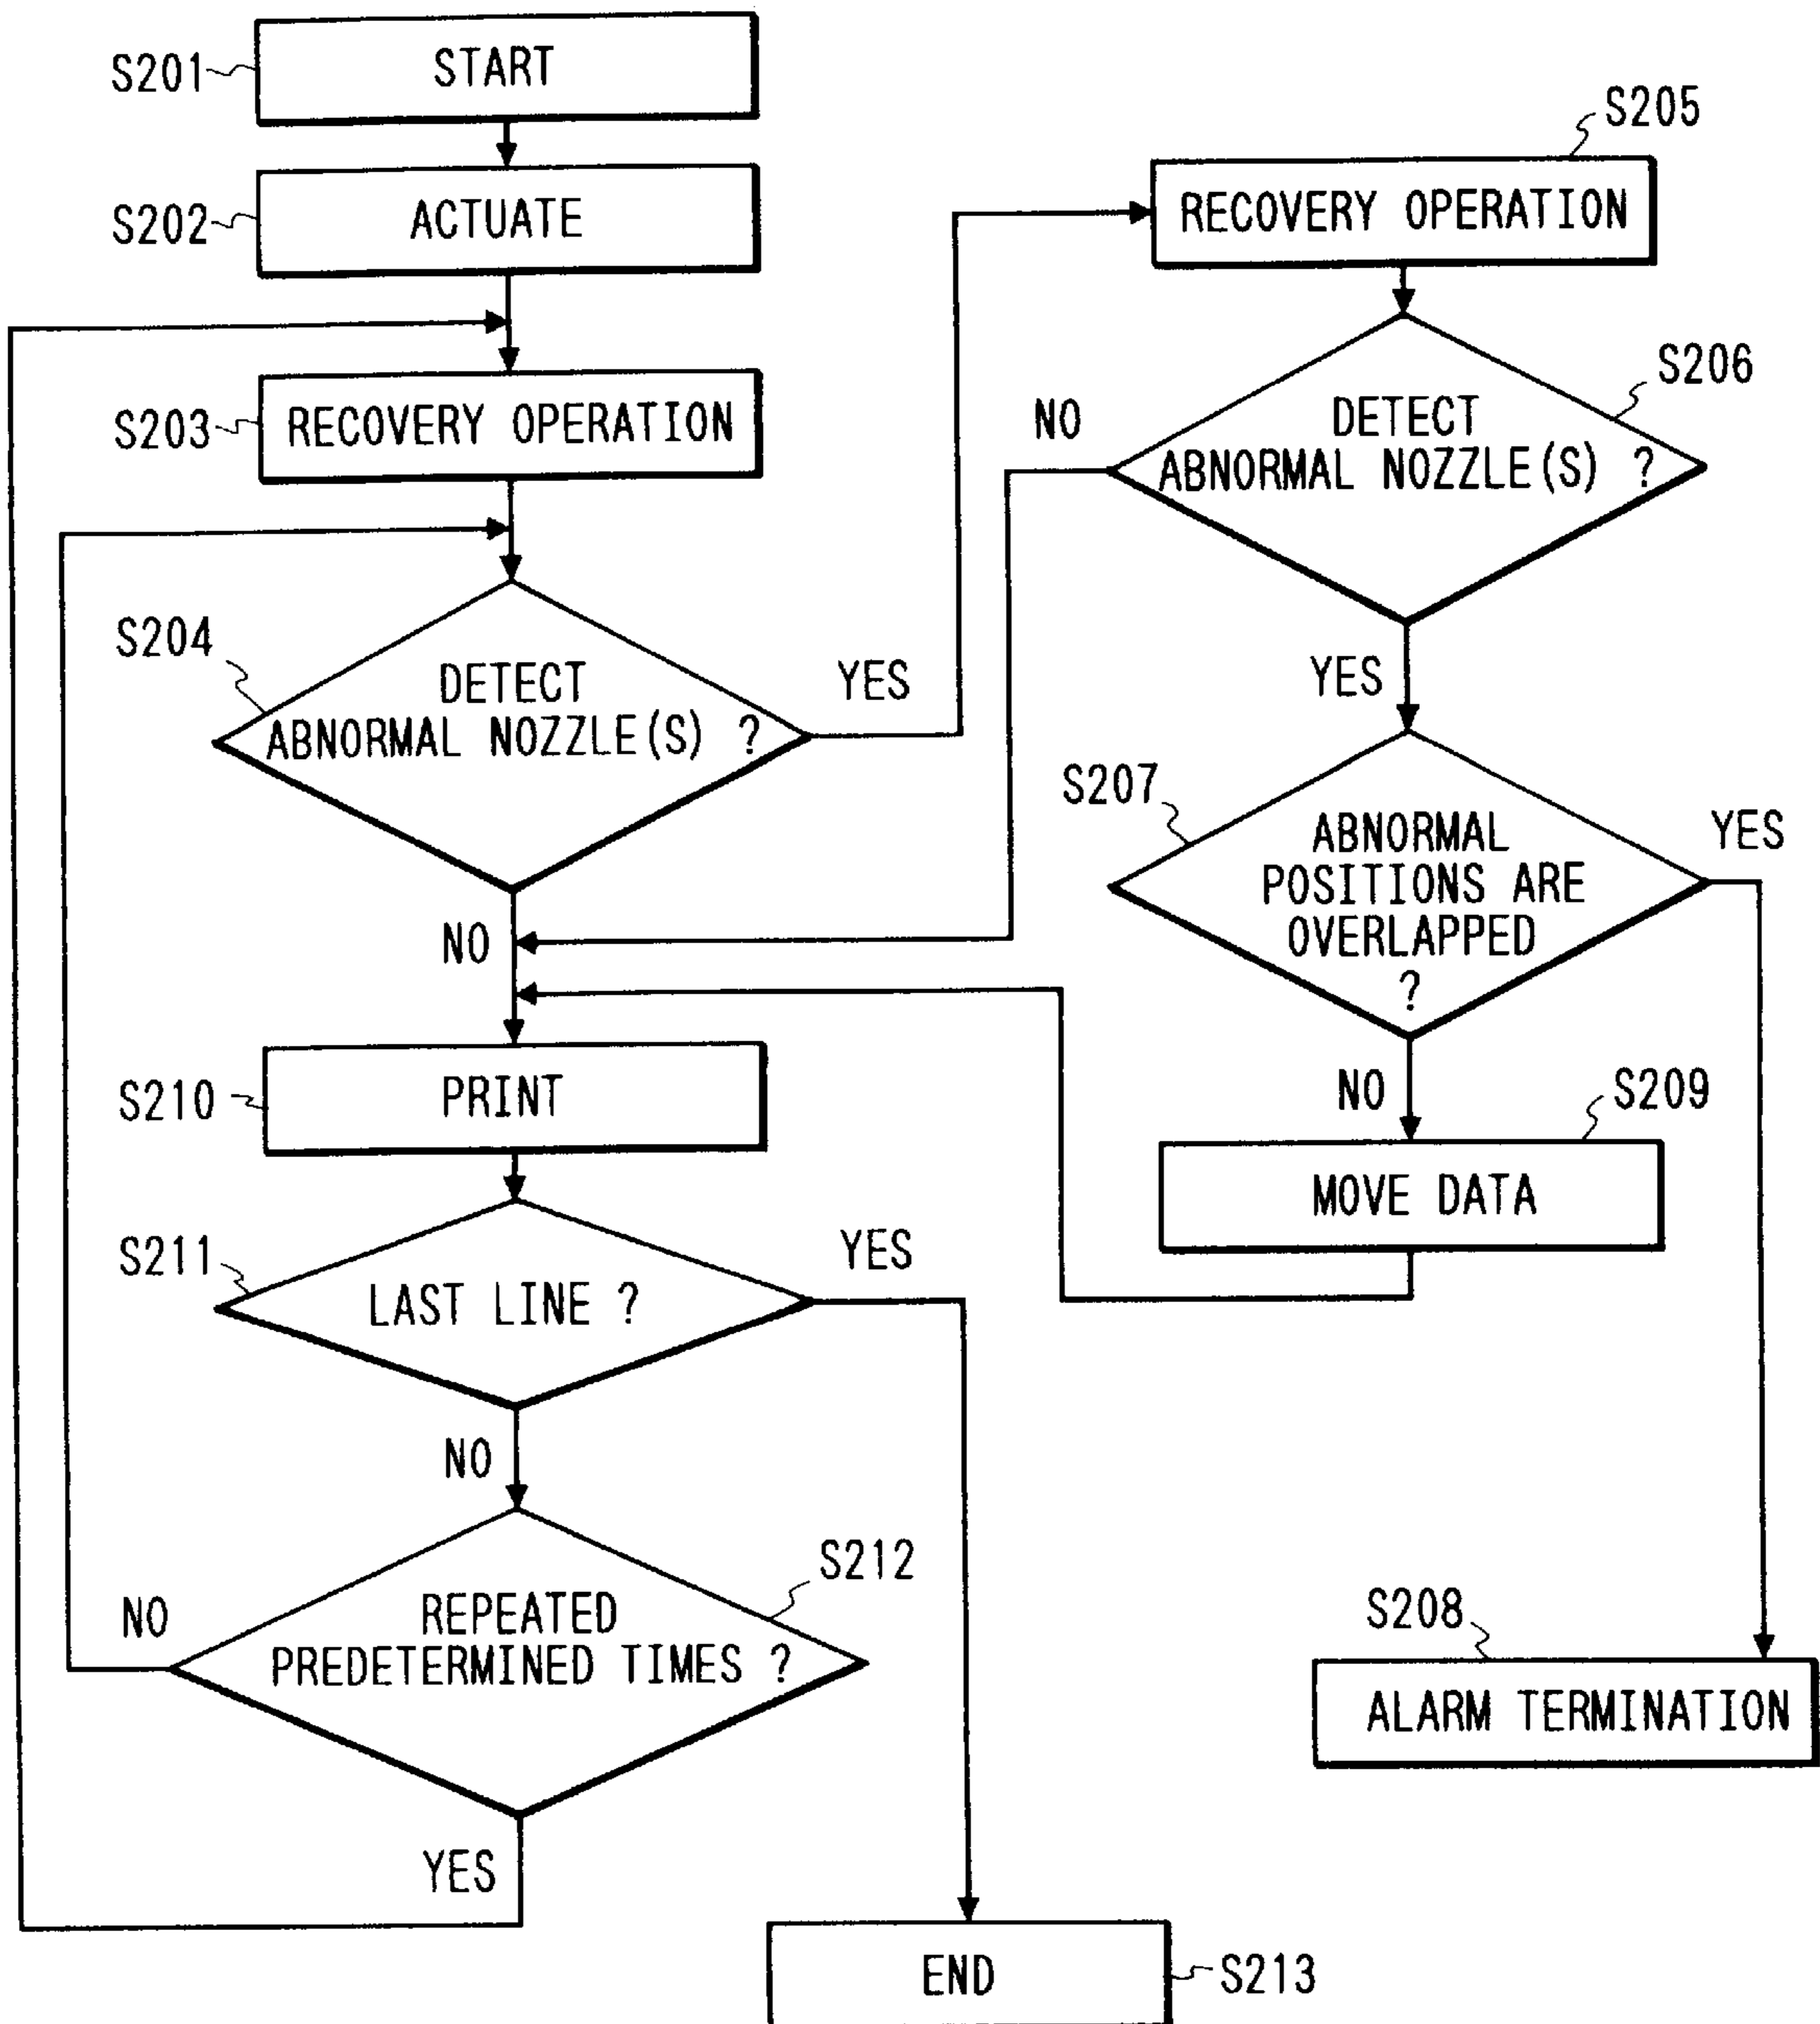 S201
START
S202
ACTUATE
S203
RECOVERY OPERATION
S204
DETECT
ABNORMAL NOZZLE(S) ?
YES
NO
S205
RECOVERY OPERATION
S206
DETECT
ABNORMAL NOZZLE(S) ?
NO
YES
S207
ABNORMAL
POSITIONS ARE
OVERLAPPED
?
YES
NO
S209
MOVE DATA
S208
ALARM TERMINATION
S210
PRINT
S211
LAST LINE ?
YES
NO
S212
REPEATED
PREDETERMINED TIMES ?
NO
YES
END
S213